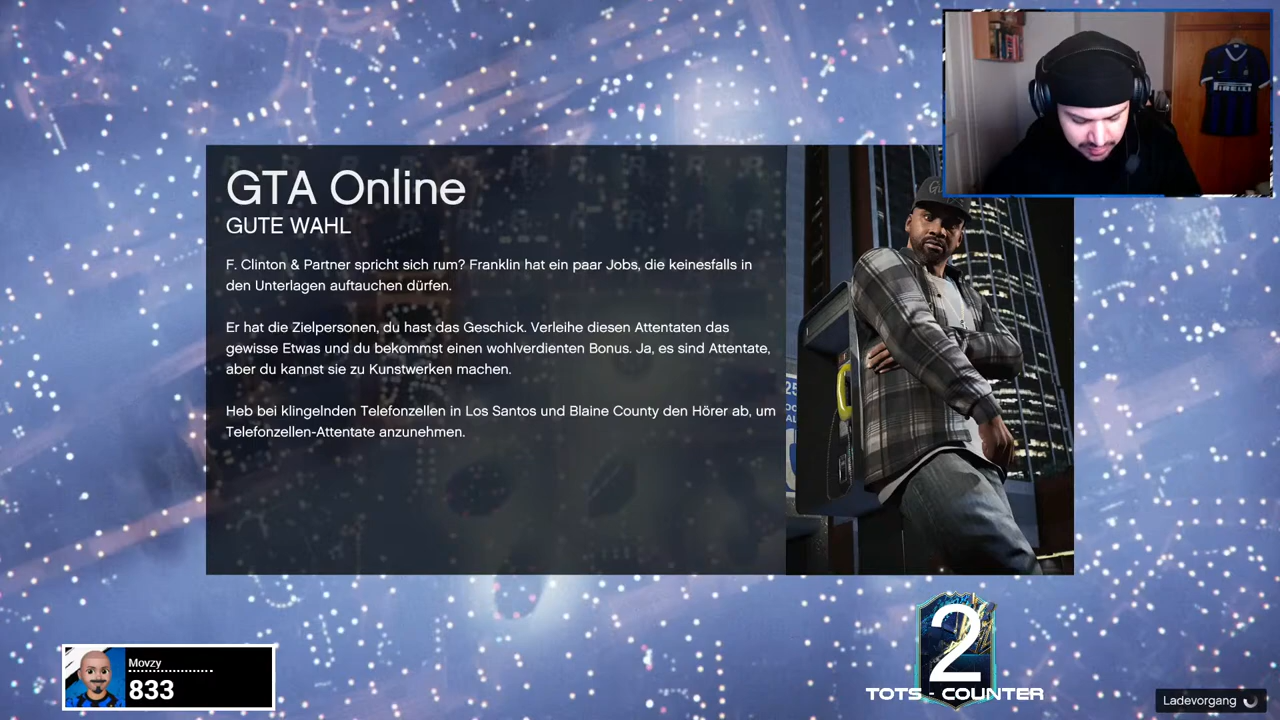 PIRELLI
GTA Online
GUTE WAHL
F. Clinton & Partner spricht sich rum? Franklin hat ein paar Jobs, die keinesfalls in
den Unterlagen auftauchen dürfen.
Er hat die Zielpersonen, du hast das Geschick. Verleihe diesen Attentaten das
gewisse Etwas und du bekommst einen wohlverdienten Bonus. Ja, es sind Attentate,
aber du kannst sie zu Kunstwerken machen.
Heb bei klingelnden Telefonzellen in Los Santos und Blaine County den Hörer ab, um
Telefonzellen-Attentate anzunehmen.
Movzy
833
2
TOTS - COUNTER
Ladevorgang